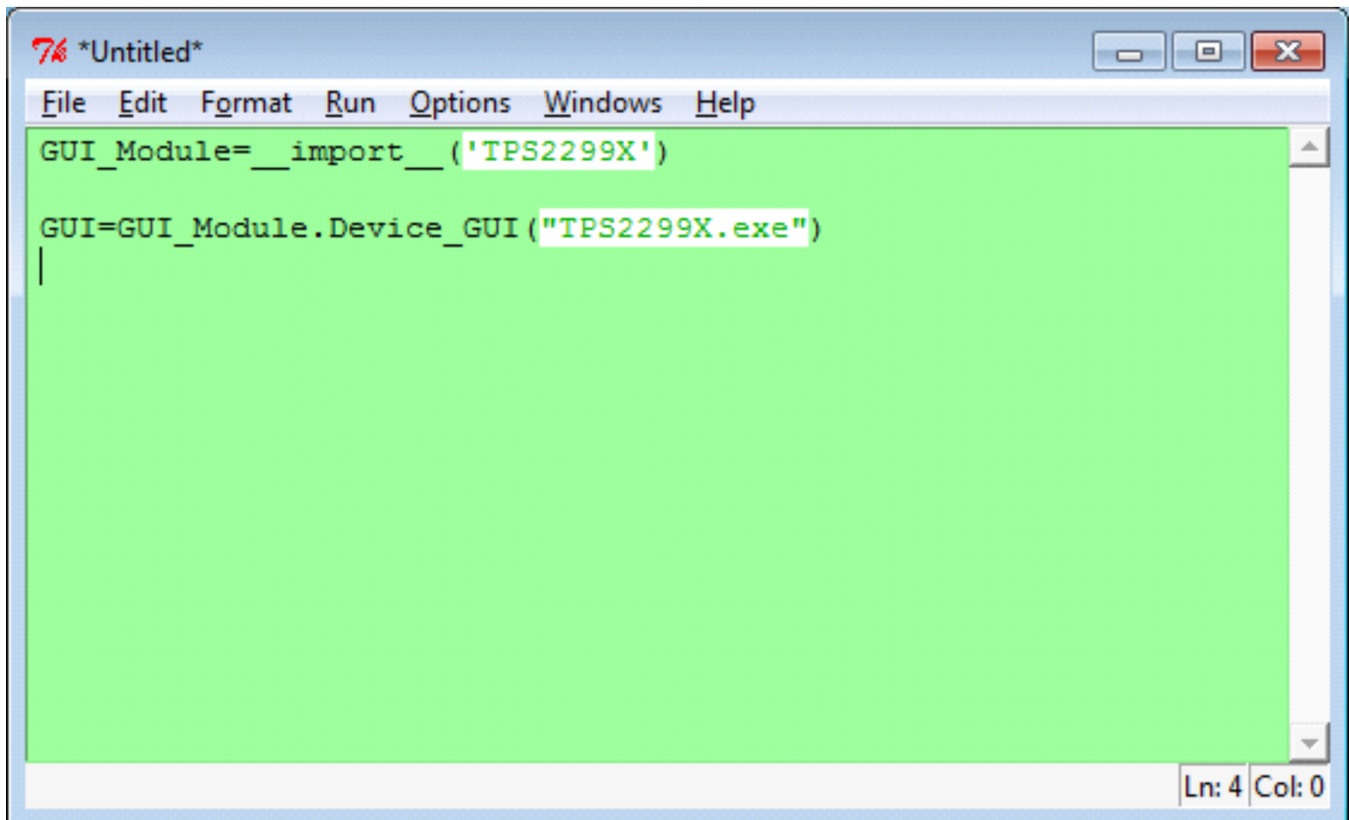 *Untitled*
File Edit Format Run Options Windows Help
GUI_Module=__import__('TPS2299X')
GUI=GUI_Module.Device_GUI("TPS2299X.exe")
Ln: 4 Col: 0